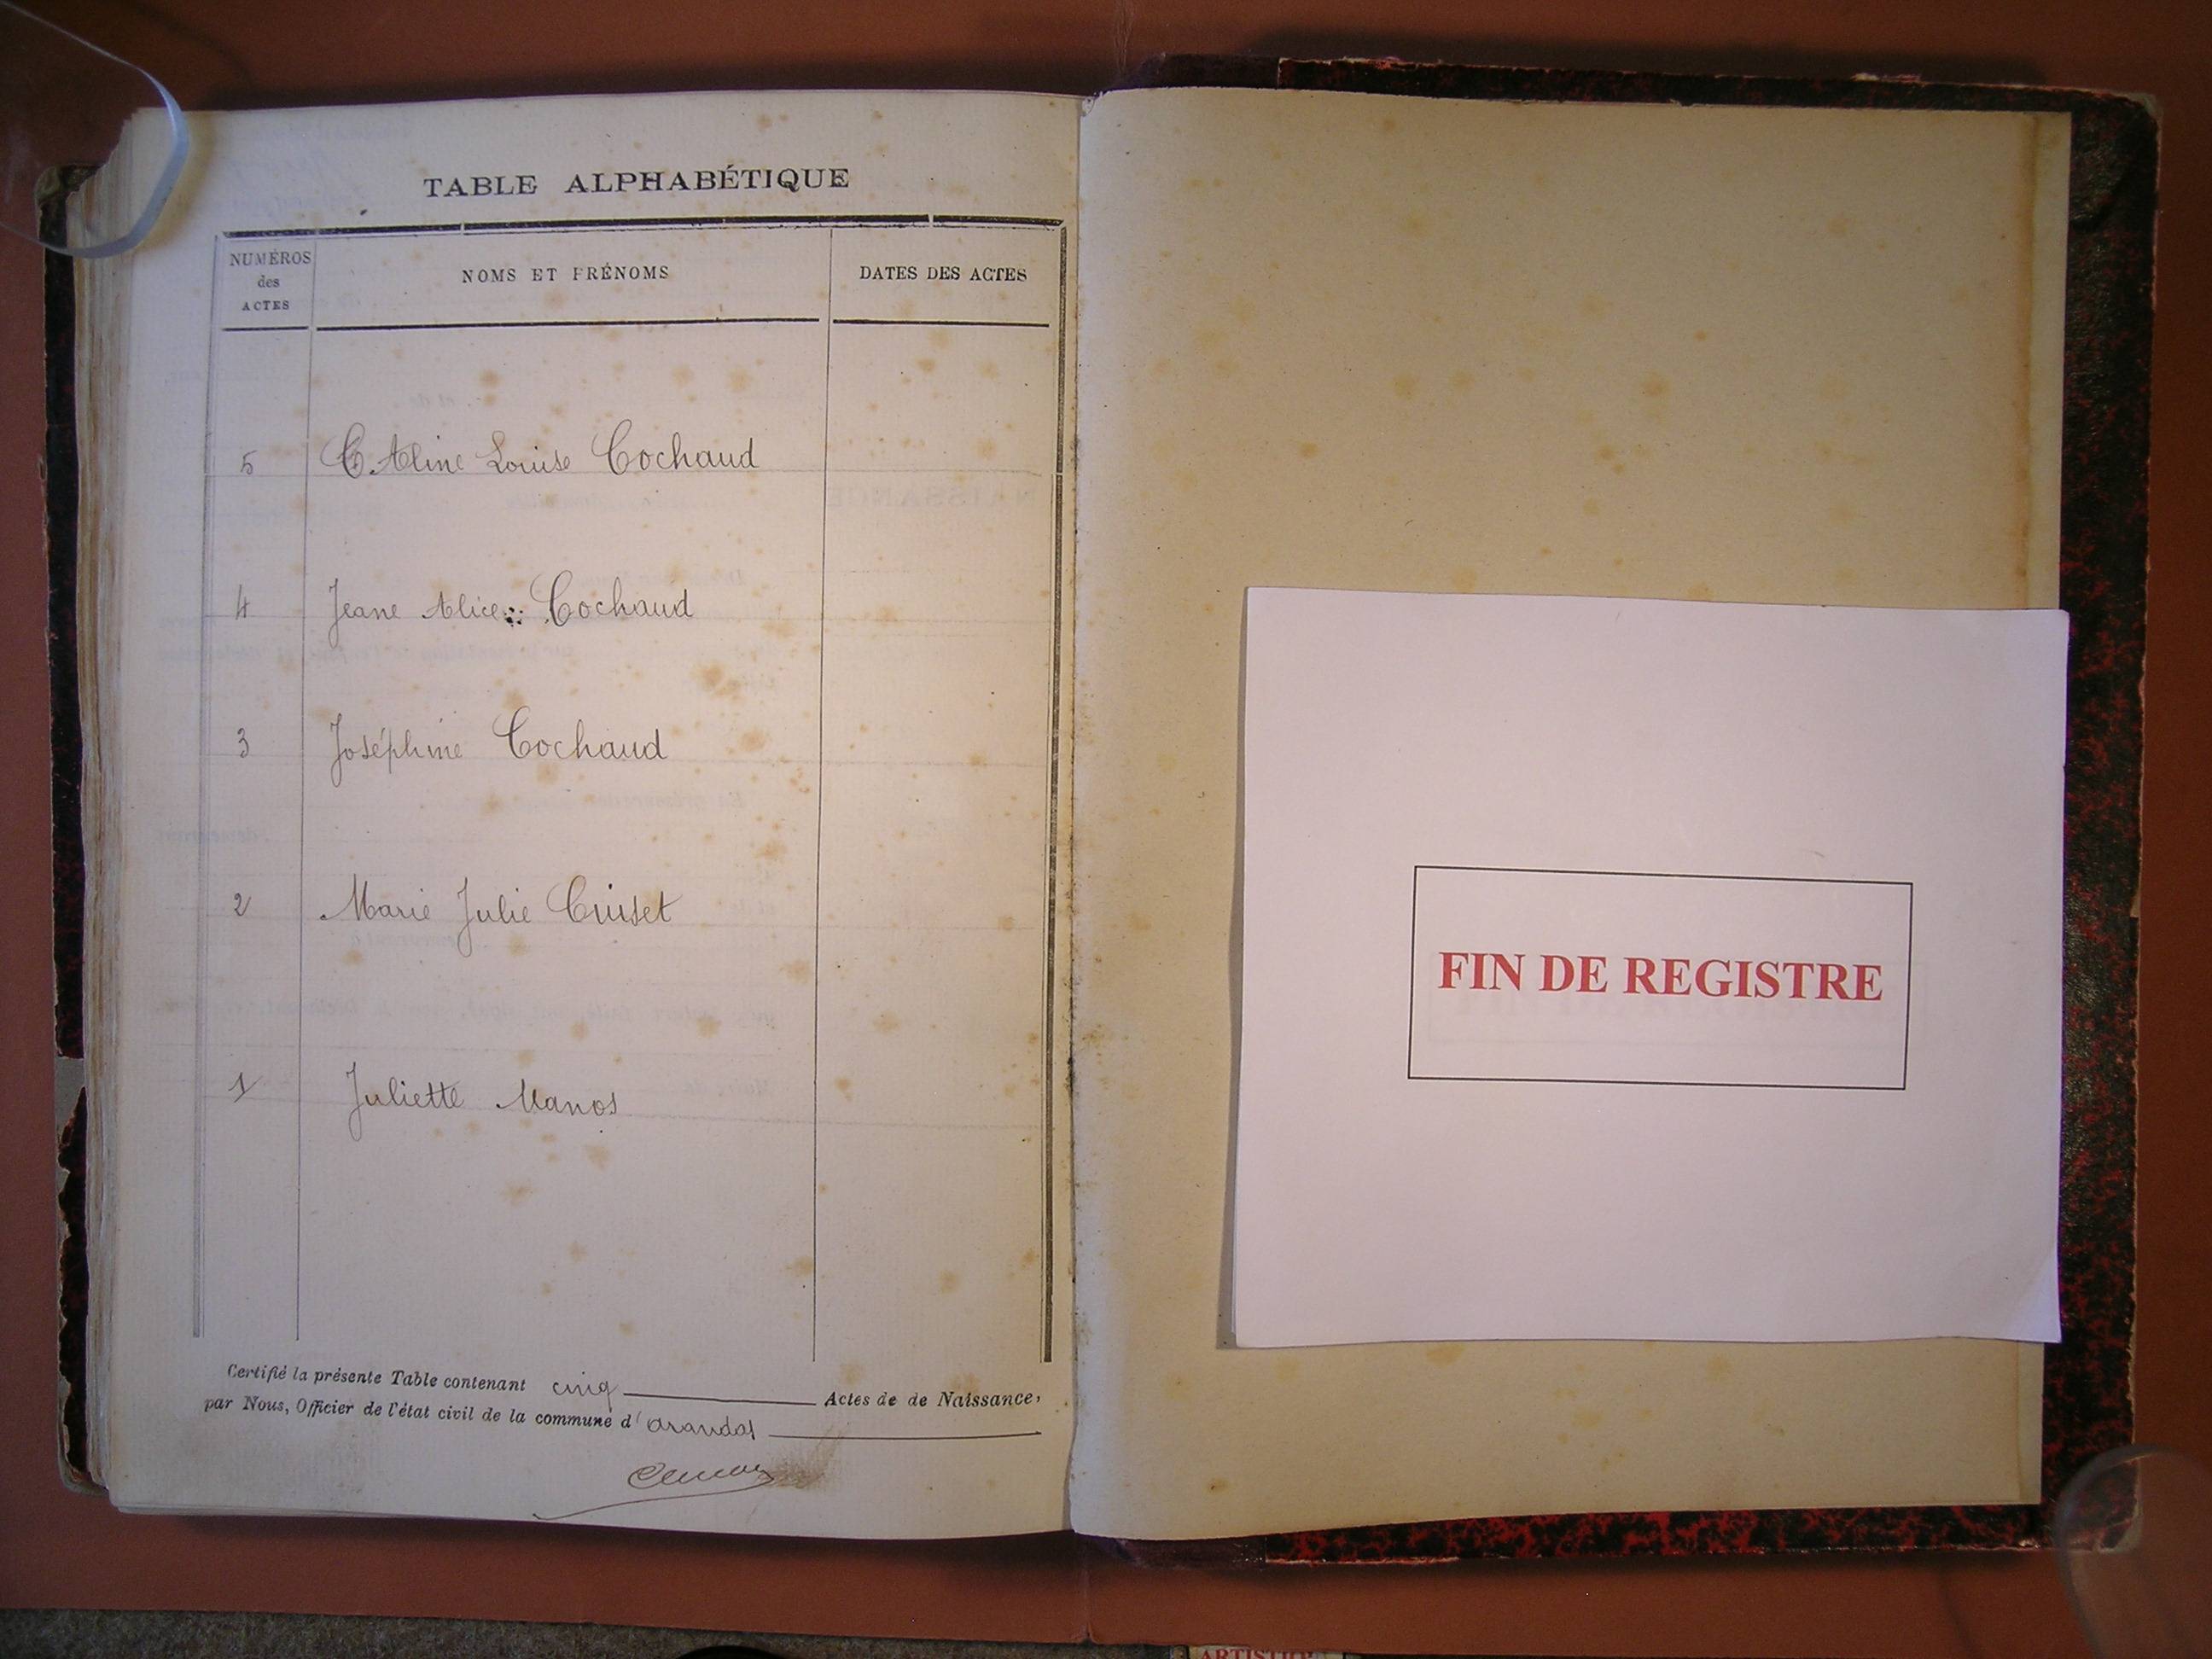 TABLE ALPHABÉTIQUE
NUMÉROS des ACTES NOMS ET PRÉNOMS DATES DES ACTES
5 Aline Louise Cochaud
4 Jeane Alice Cochaud
3 Joséphine Cochaud
2 Marie Julie Cuiset
1 Juliette Manos
Certifié la présente Table contenant cinq Actes de de Naissance,
par Nous, Officier de l'état civil de la commune d'arandas
FIN DE REGISTRE